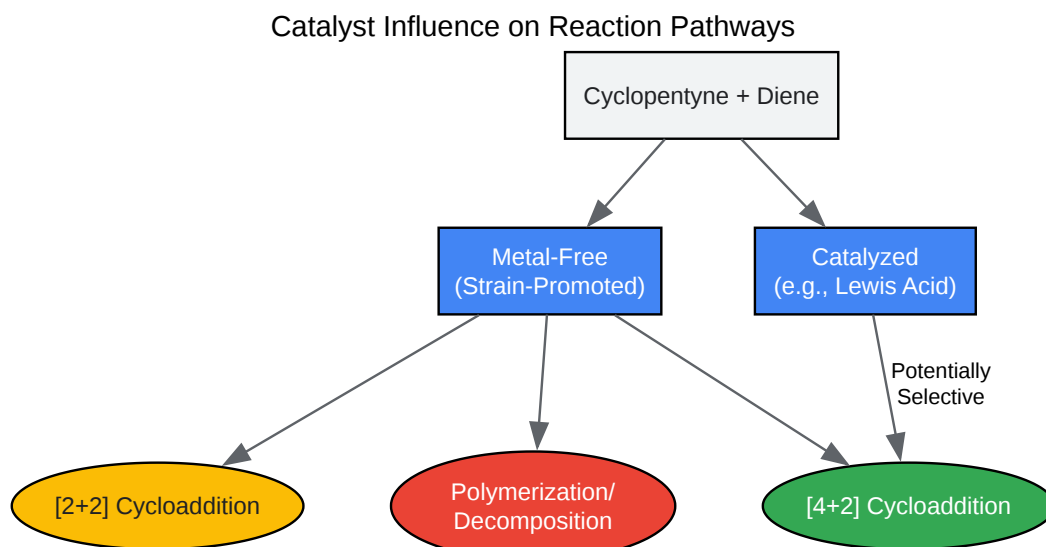 Catalyst Influence on Reaction Pathways
Cyclopentyne + Diene
Metal-Free
(Strain-Promoted)
Catalyzed
(e.g., Lewis Acid)
Potentially
Selective
[2+2] Cycloaddition
Polymerization/
Decomposition
[4+2] Cycloaddition